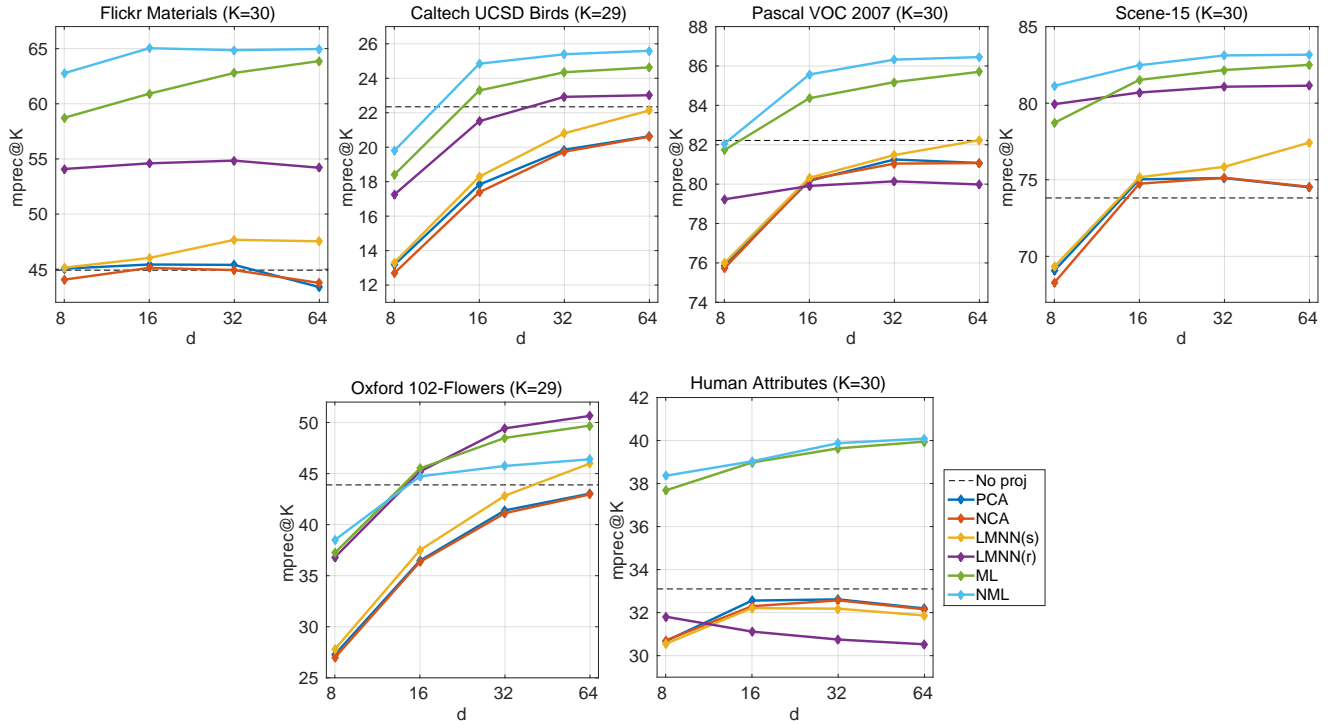 Flickr Materials (K=30)
mprec@K
65
60
55
50
45
8
16
32
64
d
Caltech UCSD Birds (K=29)
mprec@K
26
24
22
20
18
16
14
12
8
16
32
64
d
Pascal VOC 2007 (K=30)
mprec@K
88
86
84
82
80
78
76
74
8
16
32
64
d
Scene-15 (K=30)
mprec@K
85
80
75
70
8
16
32
64
d
Oxford 102-Flowers (K=29)
mprec@K
50
45
40
35
30
25
8
16
32
64
d
Human Attributes (K=30)
mprec@K
42
40
38
36
34
32
30
8
16
32
64
d
No proj
PCA
NCA
LMNN(s)
LMNN(r)
ML
NML